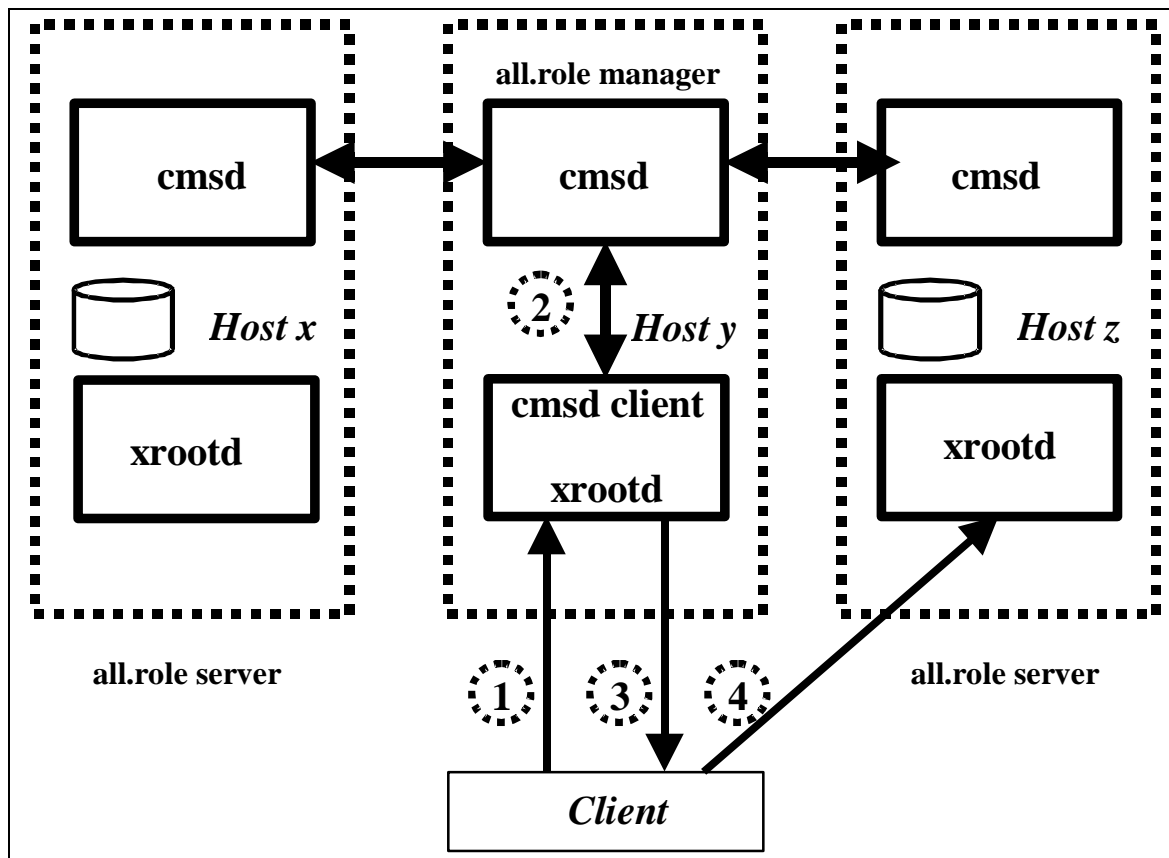 all.role manager
cmsd
cmsd
cmsd
2
Host x
Host y
Host z
cmsd client
xrootd
xrootd
xrootd
all.role server
all.role server
1
3
4
Client